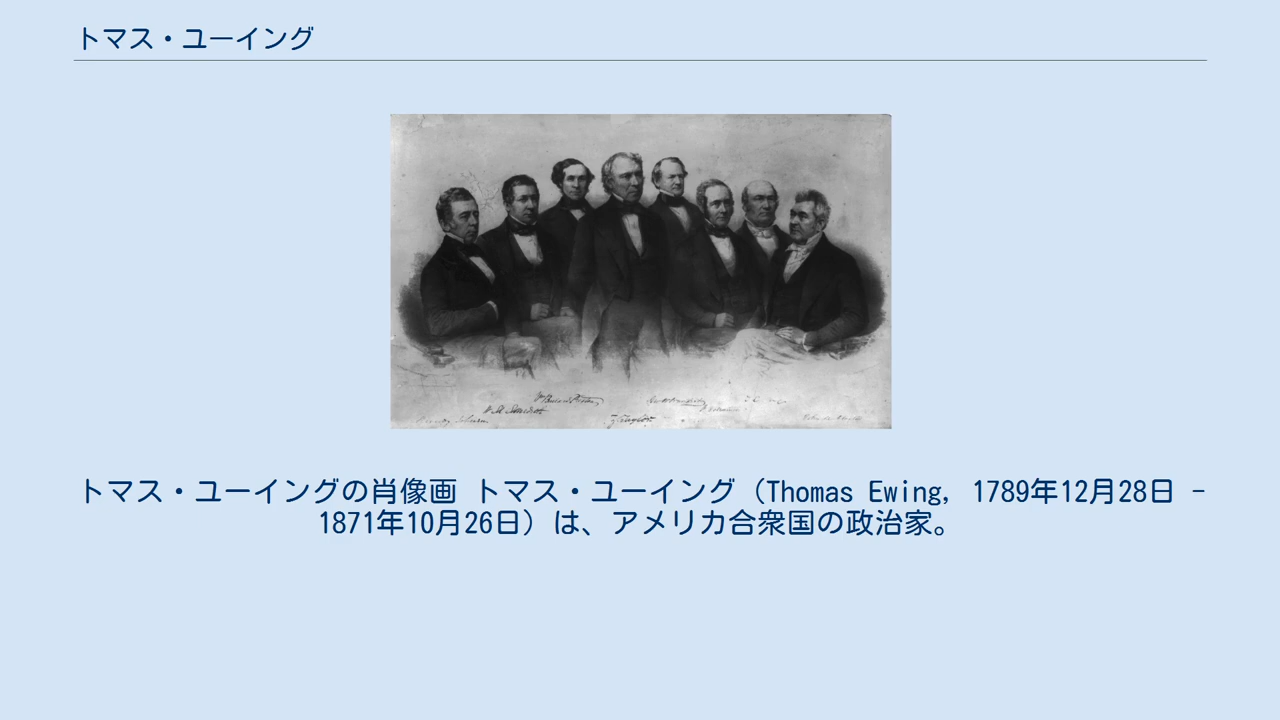 トマス・ユーイング
トマス・ユーイングの肖像画 トマス・ユーイング（Thomas Ewing, 1789年12月28日 -
1871年10月26日）は、アメリカ合衆国の政治家。